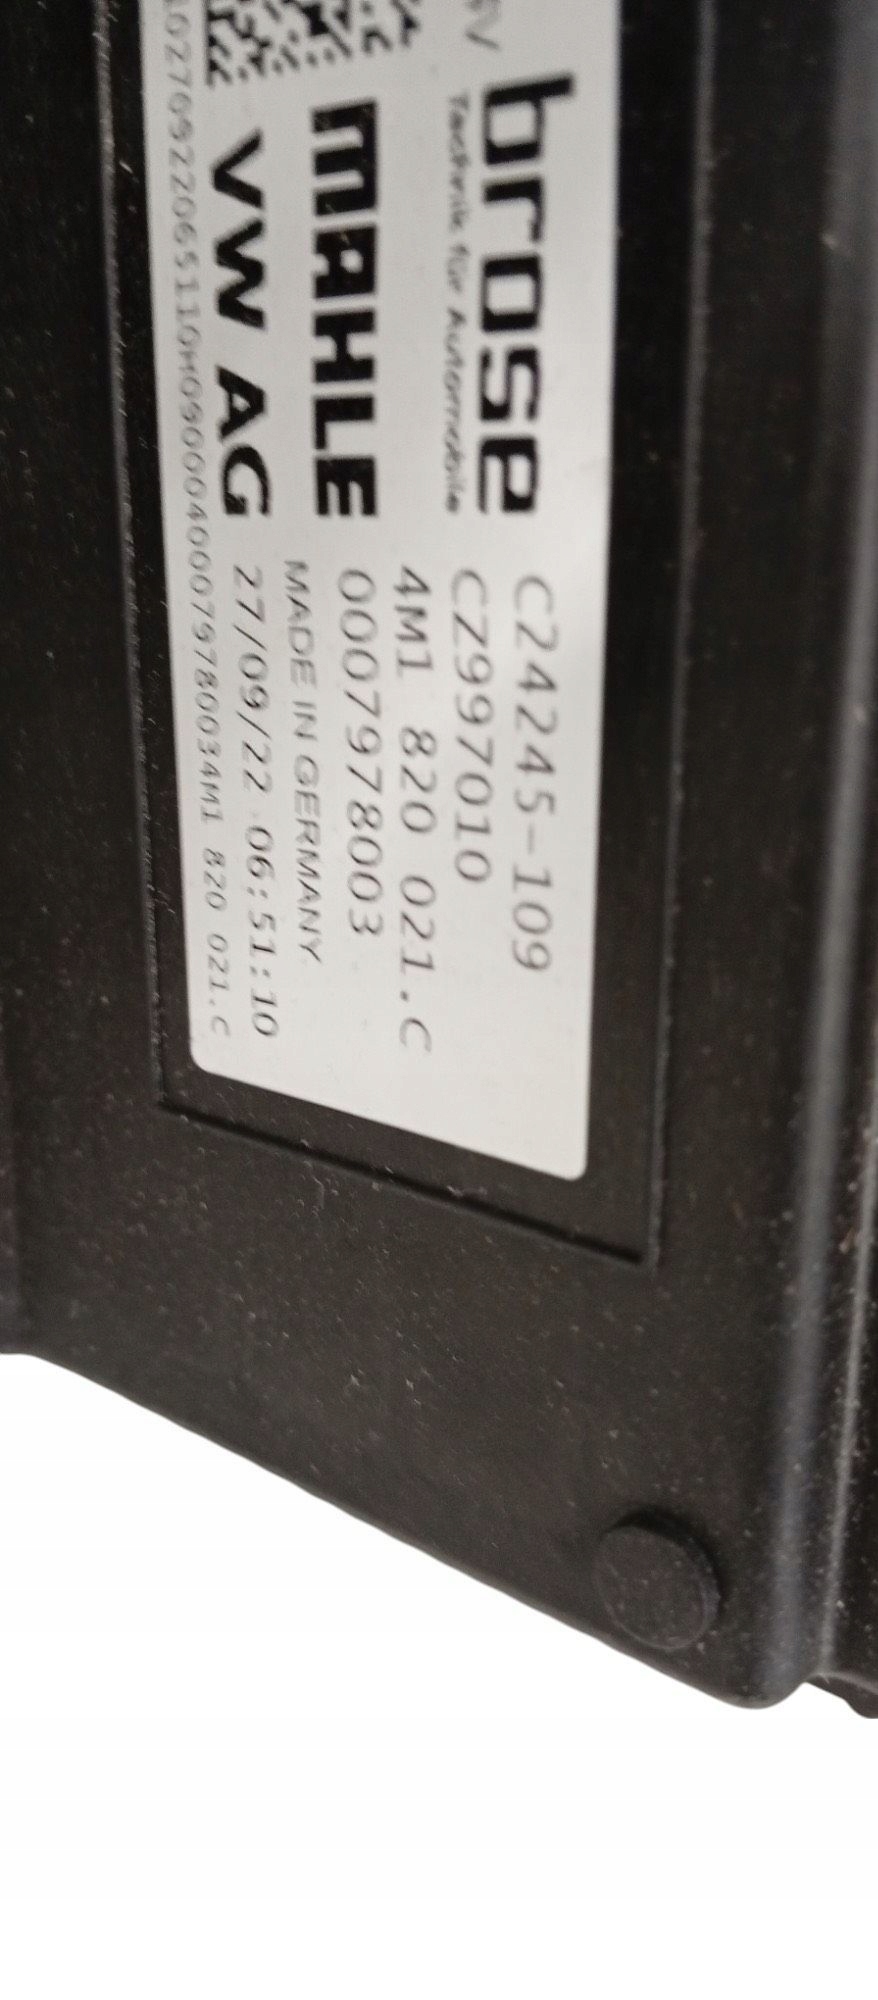 brose C24245-109
Technik für Automobile CZ997010
4M1 820 021.C
MAHLE 0007978003
MADE IN GERMANY
VW AG 27/09/22 06:51:10